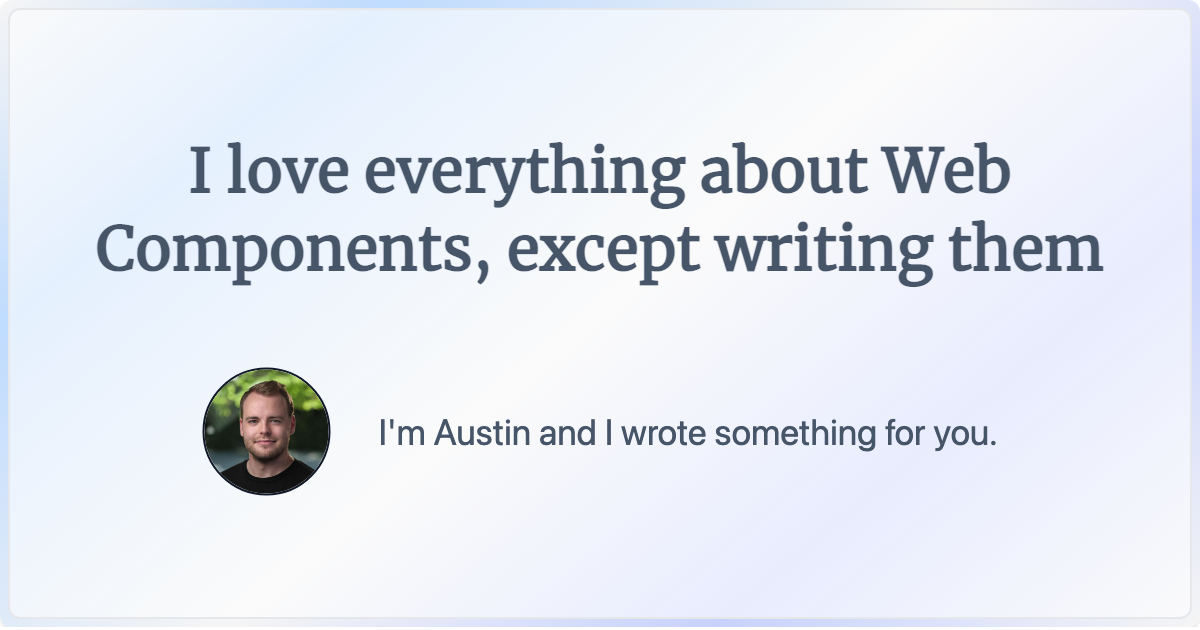 I love everything about Web
Components, except writing them
I'm Austin and I wrote something for you.